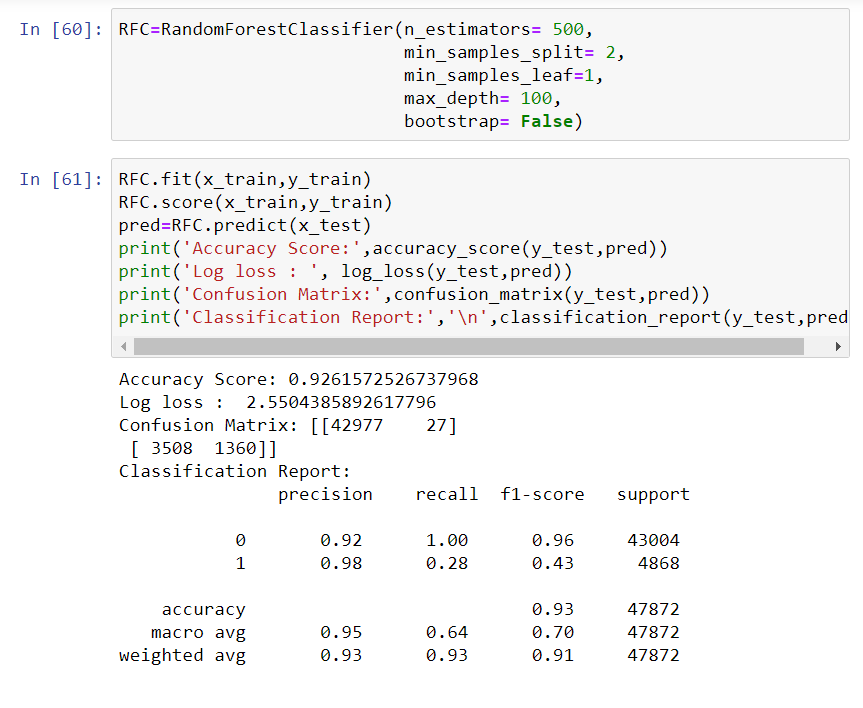 In [60]: RFC=RandomForestClassifier(n_estimators= 500,
min_samples_split= 2,
min_samples_leaf=1,
max_depth= 100,
bootstrap= False)
In [61]: RFC.fit(x_train,y_train)
RFC.score(x_train,y_train)
pred=RFC.predict(x_test)
print('Accuracy Score:',accuracy_score(y_test,pred))
print('Log loss : ', log_loss(y_test,pred))
print('Confusion Matrix:',confusion_matrix(y_test,pred))
print('Classification Report:','\n',classification_report(y_test,pred
Accuracy Score: 0.9261572526737968
Log loss :  2.5504385892617796
Confusion Matrix: [[42977    27]
[ 3508  1360]]
Classification Report:
precision    recall  f1-score   support
0       0.92      1.00      0.96     43004
1       0.98      0.28      0.43      4868
accuracy                           0.93     47872
macro avg       0.95      0.64      0.70     47872
weighted avg       0.93      0.93      0.91     47872